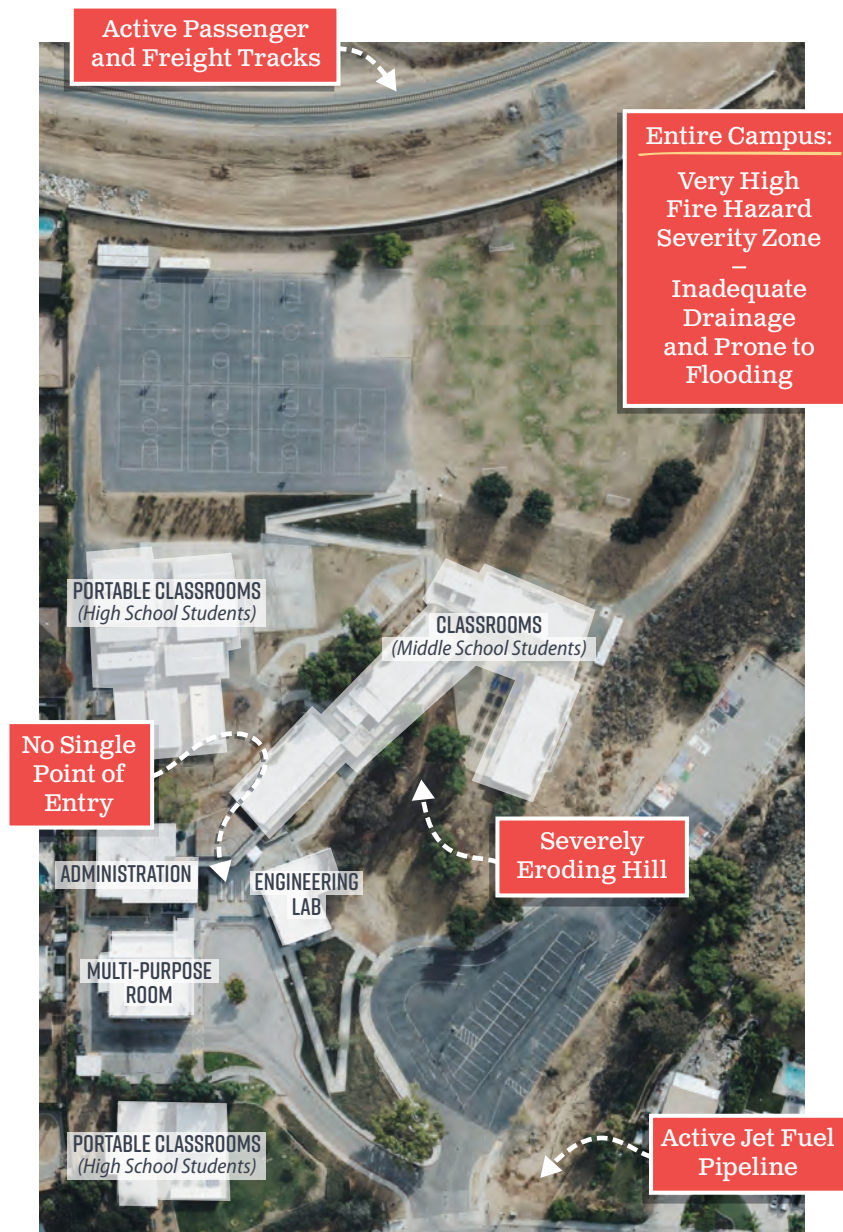 Active Passenger
and Freight Tracks
Entire Campus:
Very High
Fire Hazard
Severity Zone
–
Inadequate
Drainage
and Prone to
Flooding
PORTABLE CLASSROOMS
(High School Students)
CLASSROOMS
(Middle School Students)
No Single
Point of
Entry
Severely
Eroding Hill
ADMINISTRATION
ENGINEERING
LAB
MULTI-PURPOSE
ROOM
PORTABLE CLASSROOMS
(High School Students)
Active Jet Fuel
Pipeline